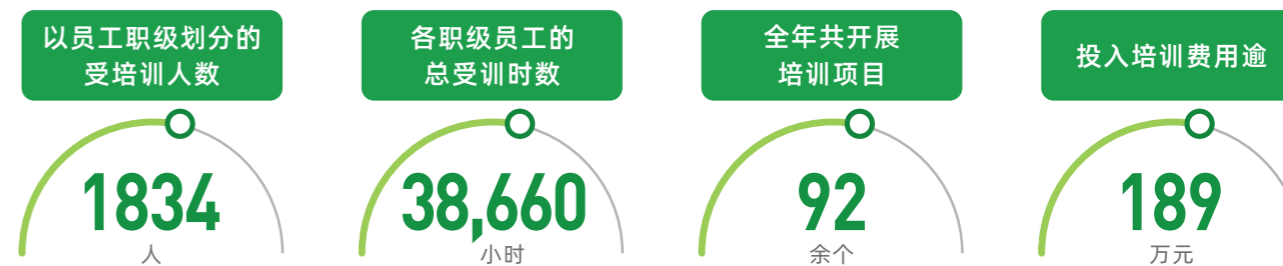 以员工职级划分的
受培训人数
1834
人
各职级员工的
总受训时数
38,660
小时
全年共开展
培训项目
92
余个
投入培训费用逾
189
万元